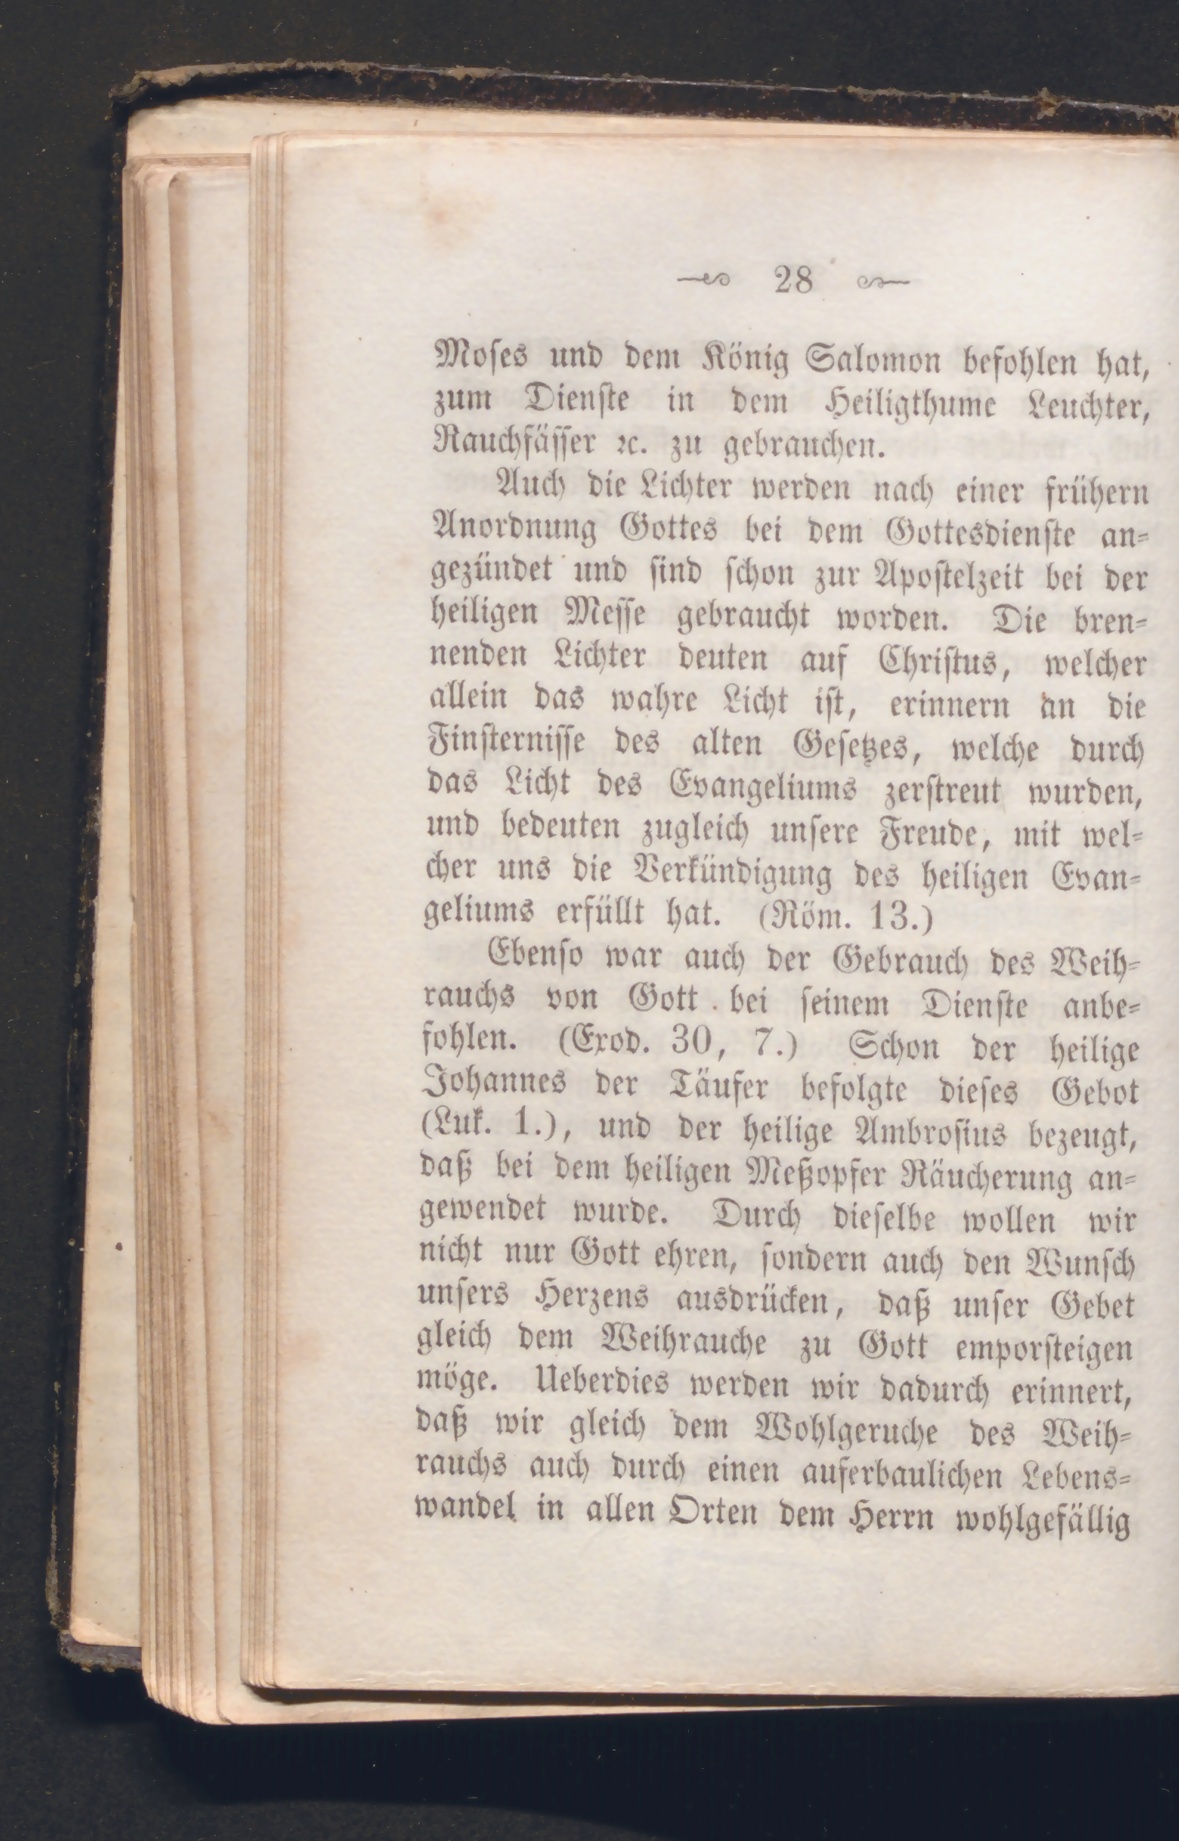 28
Moses und dem König Salomon befohlen hat,
zum Dienste in dem Heiligthume Leuchter,
Rauchfässer ꝛc. zu gebrauchen.
Auch die Lichter werden nach einer frühern
Anordnung Gottes bei dem Gottesdienste an-
gezündet und sind schon zur Apostelzeit bei der
heiligen Messe gebraucht worden. Die bren-
nenden Lichter deuten auf Christus, welcher
allein das wahre Licht ist, erinnern an die
Finsternisse des alten Gesetzes, welche durch
das Licht des Evangeliums zerstreut wurden,
und bedeuten zugleich unsere Freude, mit wel-
cher uns die Verkündigung des heiligen Evan-
geliums erfüllt hat. (Röm. 13.)
Ebenso war auch der Gebrauch des Weih-
rauchs von Gott bei seinem Dienste anbe-
fohlen. (Exod. 30, 7.) Schon der heilige
Johannes der Täufer befolgte dieses Gebot
(Luk. 1.), und der heilige Ambrosius bezeugt,
daß bei dem heiligen Meßopfer Räucherung an-
gewendet wurde. Durch dieselbe wollen wir
nicht nur Gott ehren, sondern auch den Wunsch
unsers Herzens ausdrücken, daß unser Gebet
gleich dem Weihrauche zu Gott emporsteigen
möge. Ueberdies werden wir dadurch erinnert,
daß wir gleich dem Wohlgeruche des Weih-
rauchs auch durch einen auferbaulichen Lebens-
wandel in allen Orten dem Herrn wohlgefällig